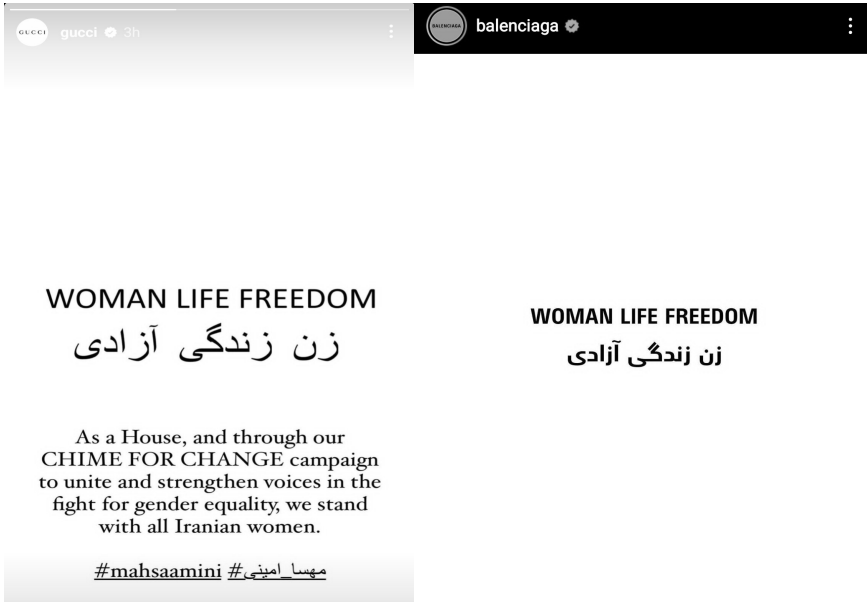 GUCCI
gucci 3h
WOMAN LIFE FREEDOM
زن زندگی آزادی
As a House, and through our
CHIME FOR CHANGE campaign
to unite and strengthen voices in the
fight for gender equality, we stand
with all Iranian women.
#mahsaamini #مهسا_امینی
BALENCIAGA
balenciaga
WOMAN LIFE FREEDOM
زن زندگی آزادی